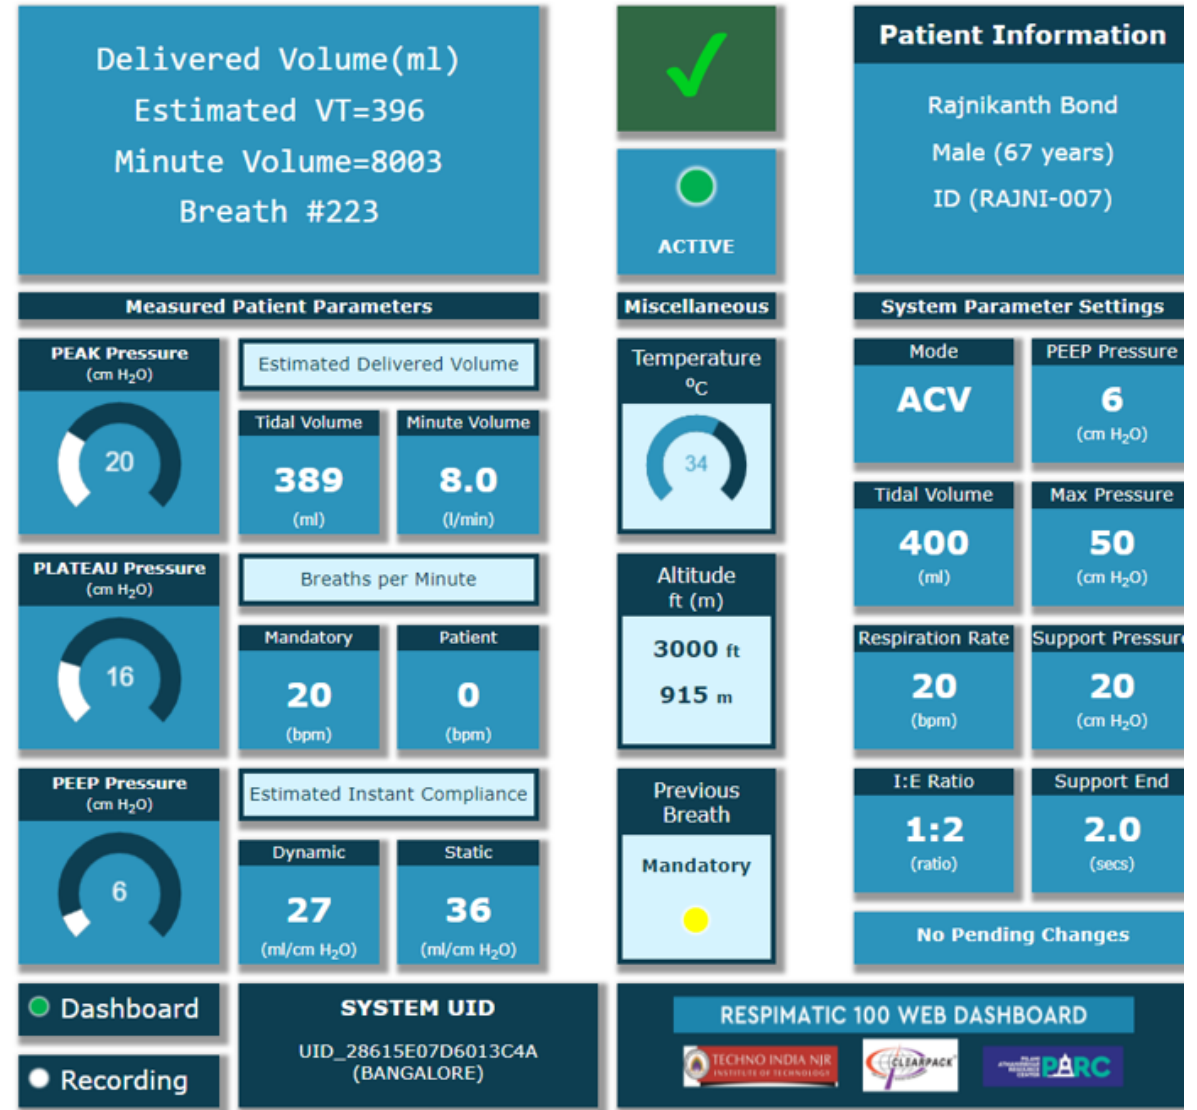 Delivered Volume(ml)
Estimated VT=396
Minute Volume=8003
Breath #223
ACTIVE
Patient Information
Rajnikanth Bond
Male (67 years)
ID (RAJNI-007)
Measured Patient Parameters
PEAK Pressure
(cm H₂O)
20
PLATEAU Pressure
(cm H₂O)
16
PEEP Pressure
(cm H₂O)
6
Estimated Delivered Volume
Tidal Volume
389
(ml)
Minute Volume
8.0
(l/min)
Breaths per Minute
Mandatory
20
(bpm)
Patient
0
(bpm)
Estimated Instant Compliance
Dynamic
27
(ml/cm H₂O)
Static
36
(ml/cm H₂O)
Miscellaneous
Temperature
⁰C
34
Altitude
ft (m)
3000 ft
915 m
Previous
Breath
Mandatory
System Parameter Settings
Mode
ACV
PEEP Pressure
6
(cm H₂O)
Tidal Volume
400
(ml)
Max Pressure
50
(cm H₂O)
Respiration Rate
20
(bpm)
Support Pressure
20
(cm H₂O)
I:E Ratio
1:2
(ratio)
Support End
2.0
(secs)
No Pending Changes
Dashboard
Recording
SYSTEM UID
UID_28615E07D6013C4A
(BANGALORE)
RESPIMATIC 100 WEB DASHBOARD
TECHNO INDIA NJR
INSTITUTE OF TECHNOLOGY
CLEARPACK
PARC